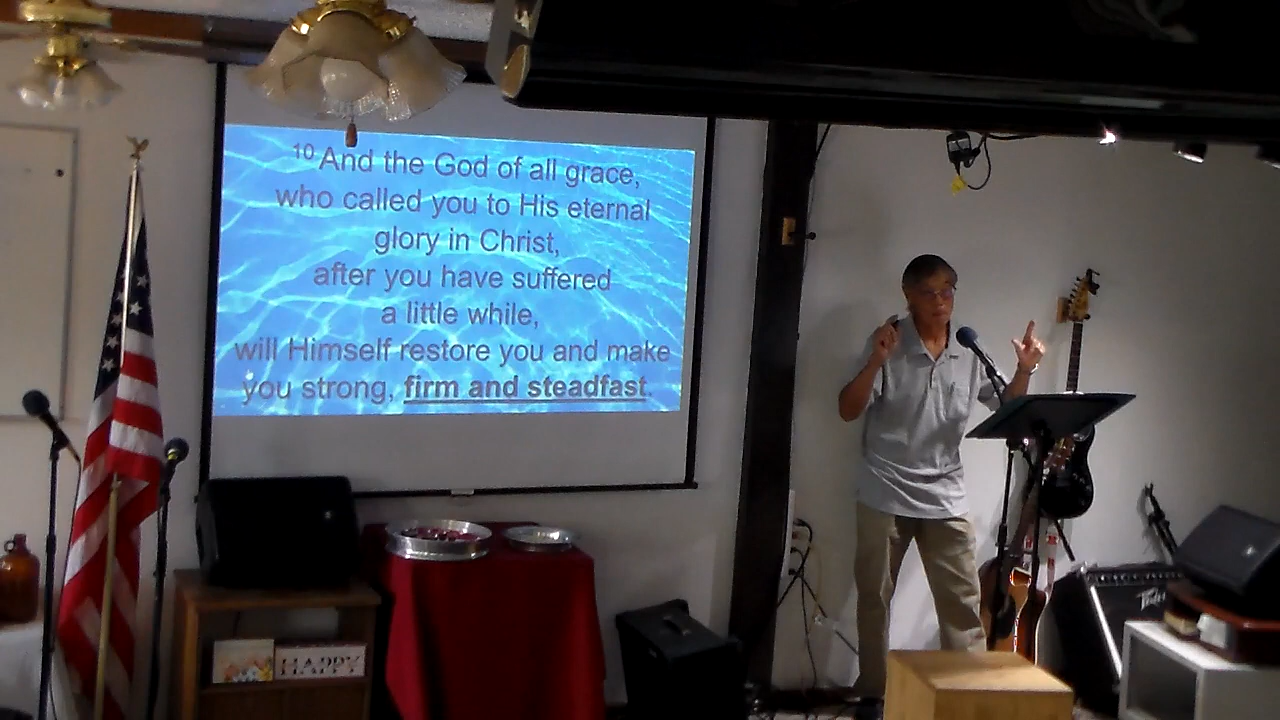 10 And the God of all grace,
who called you to His eternal
glory in Christ,
after you have suffered
a little while,
will Himself restore you and make
you strong, firm and steadfast.
HAPPY